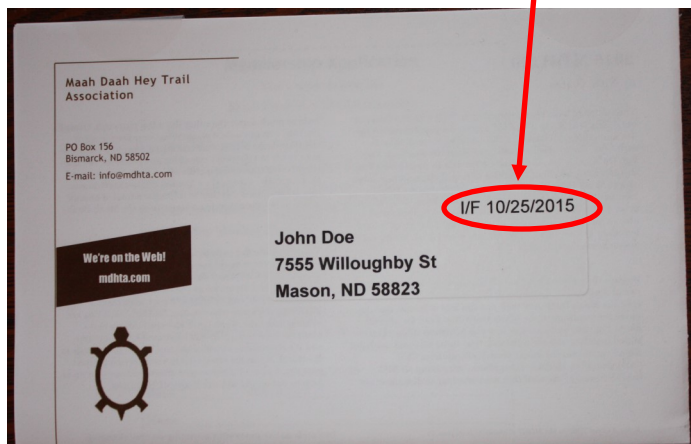 Maah Daah Hey Trail
Association
PO Box 156
Bismarck, ND 58502
E-mail: info@mdhta.com
We're on the Web!
mdhta.com
I/F 10/25/2015
John Doe
7555 Willoughby St
Mason, ND 58823